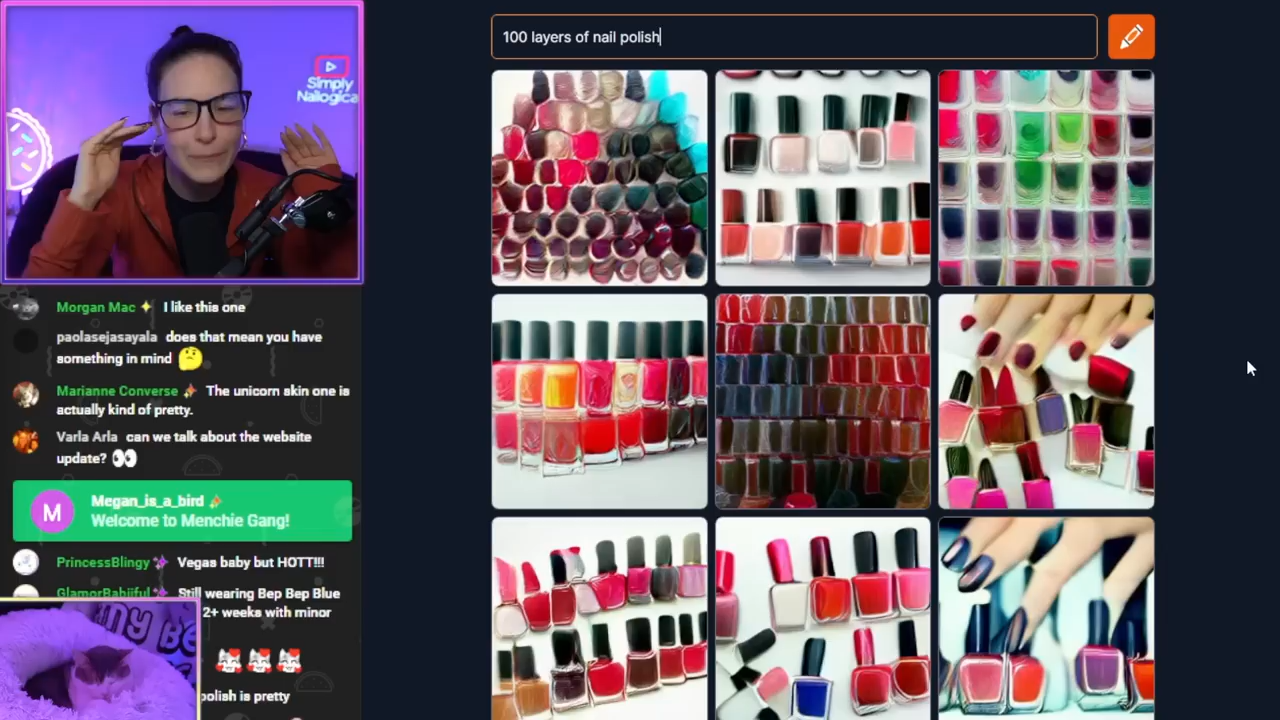 100 layers of nail polish
Simply
Nailogical
Morgan Mac I like this one
paolasejasayala does that mean you have
something in mind 🤔
Marianne Converse The unicorn skin one is
actually kind of pretty.
Varla Arla can we talk about the website
update? 👀
M
Megan_is_a_bird
Welcome to Menchie Gang!
PrincessBlingy Vegas baby but HOTT!!!
GlamorBabiiful Still wearing Bep Bep Blue
2+ weeks with minor
polish is pretty